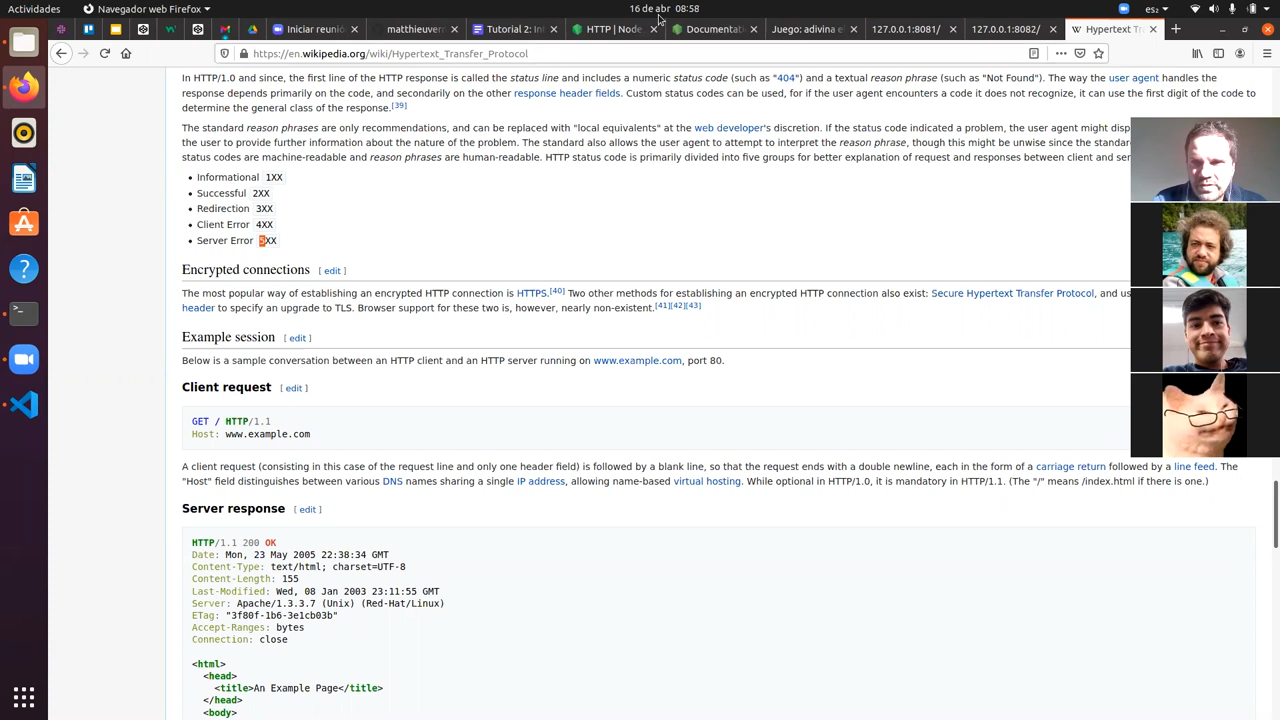 Actividades
Navegador web Firefox
16 de abr 08:58
es2
Iniciar reunió
matthieuvern
Tutorial 2: Int
HTTP | Node.
Documentat
Juego: adivina el
127.0.0.1:8081/
127.0.0.1:8082/
Hypertext Tr
https://en.wikipedia.org/wiki/Hypertext_Transfer_Protocol
In HTTP/1.0 and since, the first line of the HTTP response is called the status line and includes a numeric status code (such as "404") and a textual reason phrase (such as "Not Found"). The way the user agent handles the
response depends primarily on the code, and secondarily on the other response header fields. Custom status codes can be used, for if the user agent encounters a code it does not recognize, it can use the first digit of the code to
determine the general class of the response.[39]
The standard reason phrases are only recommendations, and can be replaced with "local equivalents" at the web developer's discretion. If the status code indicated a problem, the user agent might disp
the user to provide further information about the nature of the problem. The standard also allows the user agent to attempt to interpret the reason phrase, though this might be unwise since the standard
status codes are machine-readable and reason phrases are human-readable. HTTP status code is primarily divided into five groups for better explanation of request and responses between client and ser
• Informational 1XX
• Successful 2XX
• Redirection 3XX
• Client Error 4XX
• Server Error 5XX
Encrypted connections [ edit ]
The most popular way of establishing an encrypted HTTP connection is HTTPS.[40] Two other methods for establishing an encrypted HTTP connection also exist: Secure Hypertext Transfer Protocol, and us
header to specify an upgrade to TLS. Browser support for these two is, however, nearly non-existent.[41][42][43]
Example session [ edit ]
Below is a sample conversation between an HTTP client and an HTTP server running on www.example.com, port 80.
Client request [ edit ]
GET / HTTP/1.1
Host: www.example.com
A client request (consisting in this case of the request line and only one header field) is followed by a blank line, so that the request ends with a double newline, each in the form of a carriage return followed by a line feed. The
"Host" field distinguishes between various DNS names sharing a single IP address, allowing name-based virtual hosting. While optional in HTTP/1.0, it is mandatory in HTTP/1.1. (The "/" means /index.html if there is one.)
Server response [ edit ]
HTTP/1.1 200 OK
Date: Mon, 23 May 2005 22:38:34 GMT
Content-Type: text/html; charset=UTF-8
Content-Length: 155
Last-Modified: Wed, 08 Jan 2003 23:11:55 GMT
Server: Apache/1.3.3.7 (Unix) (Red-Hat/Linux)
ETag: "3f80f-1b6-3e1cb03b"
Accept-Ranges: bytes
Connection: close
<html>
<head>
<title>An Example Page</title>
</head>
<body>